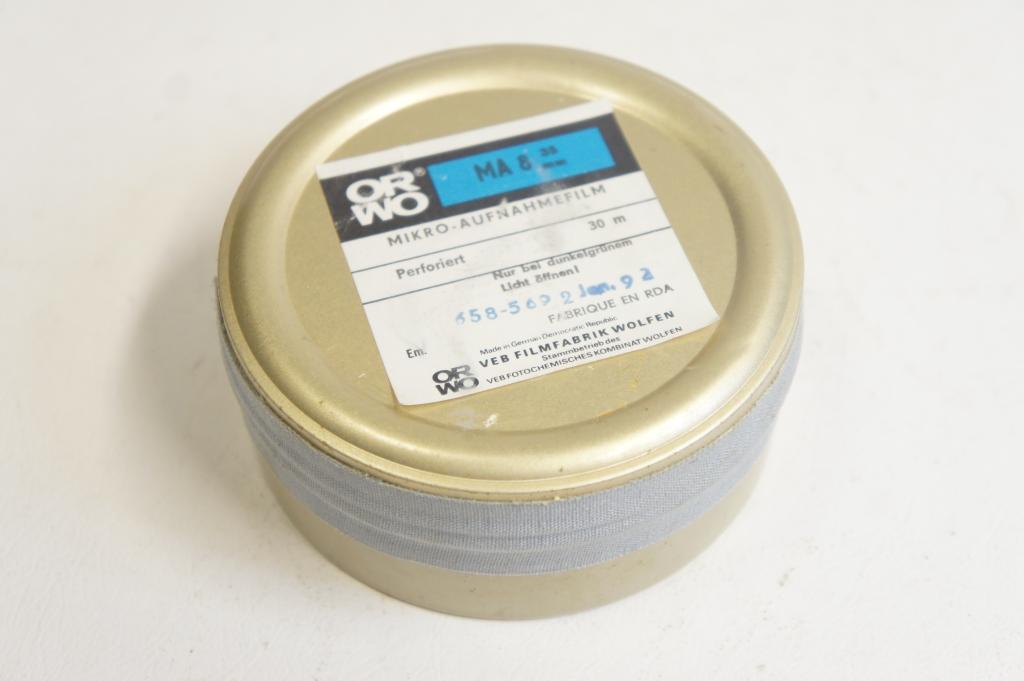 ORWO® MA 8 35 mm
MIKRO-AUFNAHMEFILM
Perforiert 30 m
Nur bei dunkelgrünem
Licht öffnen!
658-569 2 Jan. 92
FABRIQUE EN RDA
Em.
Made in German Democratic Republic
ORWO VEB FILMFABRIK WOLFEN
Stammbetrieb des
VEB FOTOCHEMISCHES KOMBINAT WOLFEN